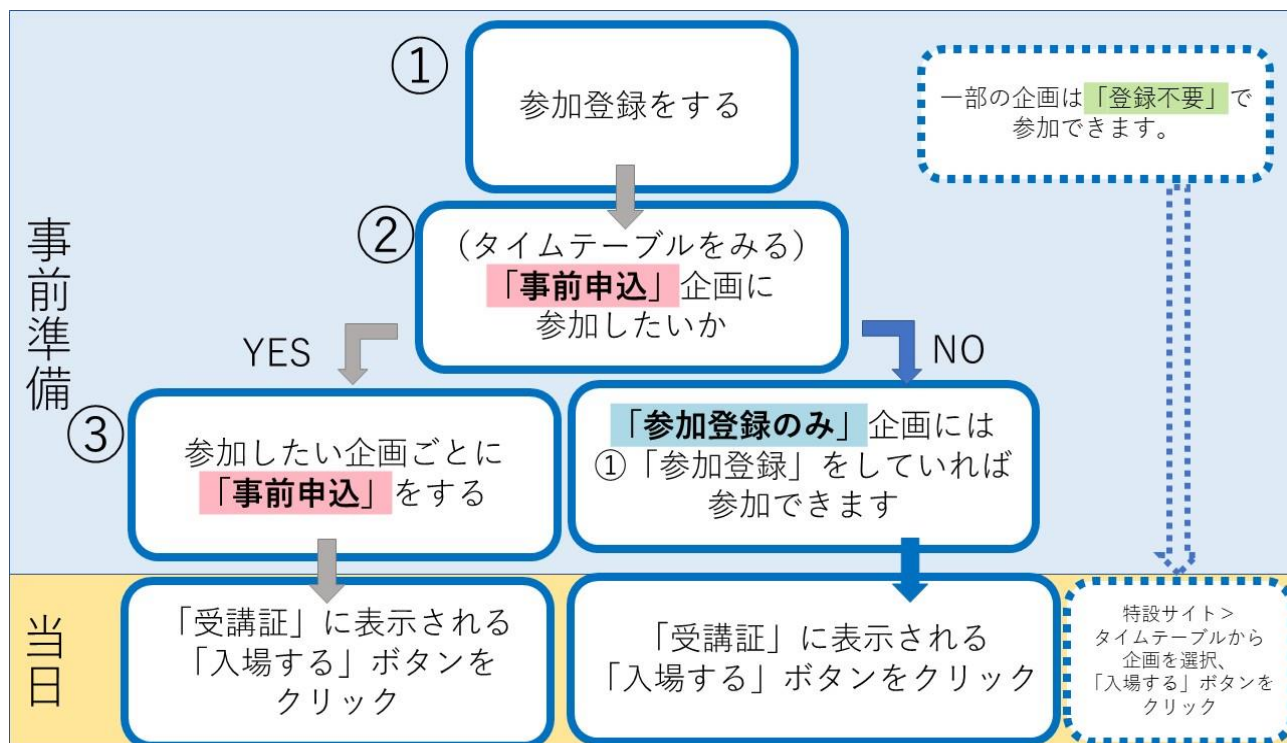 ①
参加登録をする
一部の企画は「登録不要」で
参加できます。
事前準備
②
（タイムテーブルをみる）
「事前申込」企画に
参加したいか
YES
NO
③
参加したい企画ごとに
「事前申込」をする
「参加登録のみ」企画には
①「参加登録」をしていれば
参加できます
当日
「受講証」に表示される
「入場する」ボタンを
クリック
「受講証」に表示される
「入場する」ボタンをクリック
特設サイト＞
タイムテーブルから
企画を選択、
「入場する」ボタンを
クリック